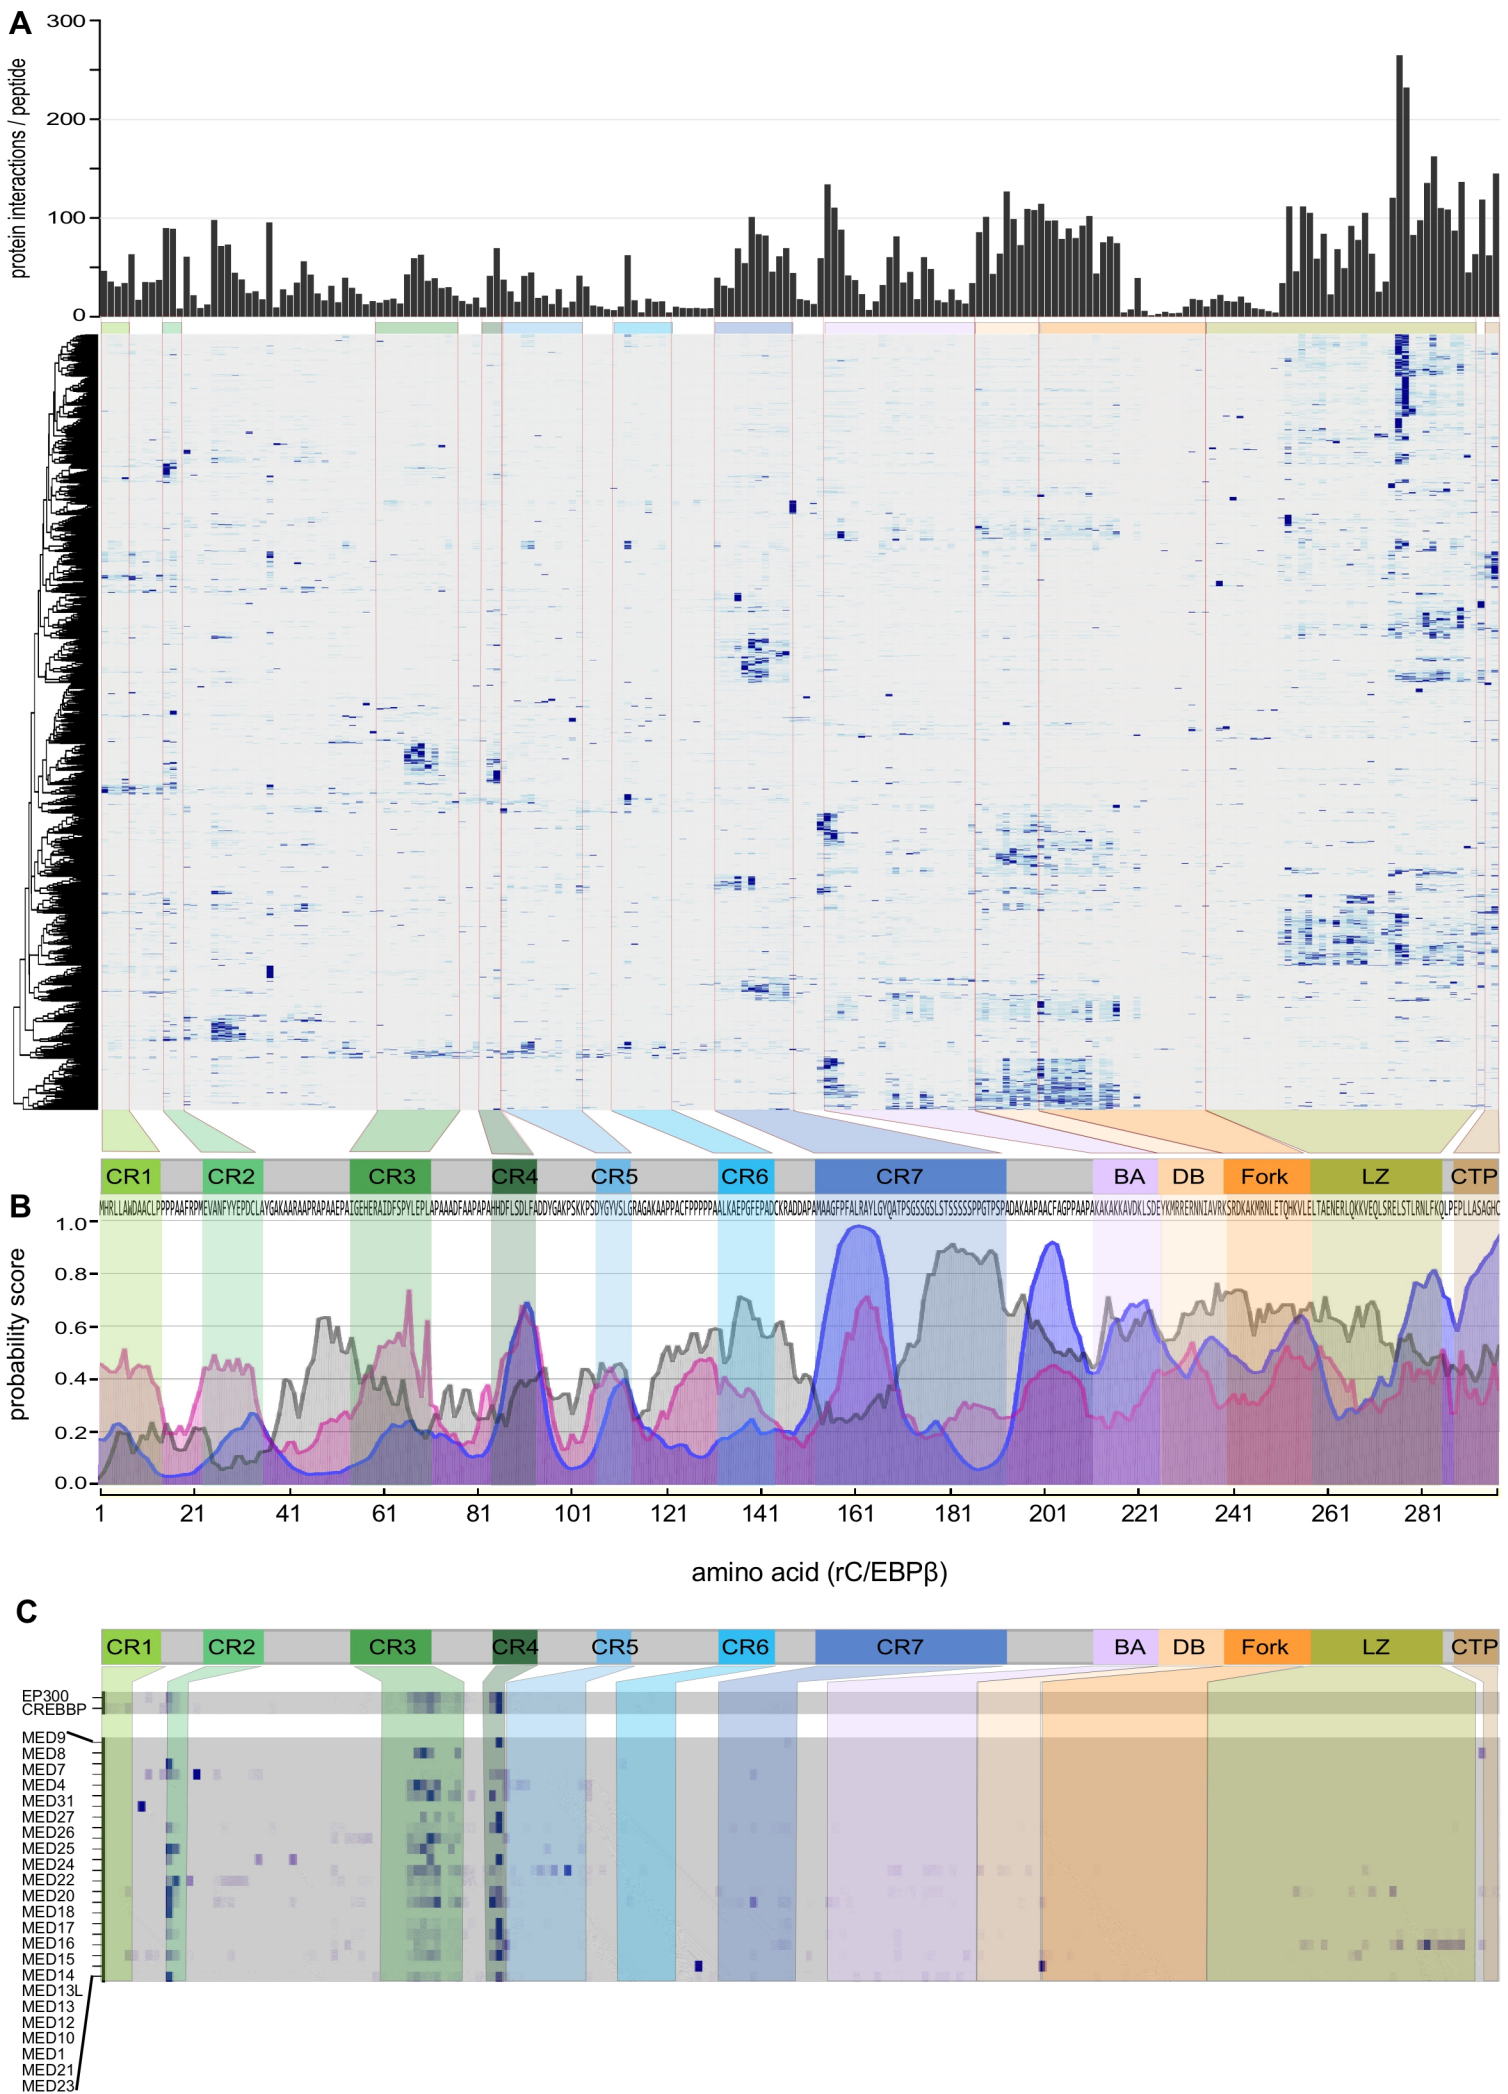 A
300
200
100
0
protein interactions / peptide
CR1 CR2 CR3 CR4 CR5 CR6 CR7 BA DB Fork LZ CTP
B
1.0
0.8
0.6
0.4
0.2
0.0
probability score
1 21 41 61 81 101 121 141 161 181 201 221 241 261 281
amino acid (rC/EBPβ)
C
CR1 CR2 CR3 CR4 CR5 CR6 CR7 BA DB Fork LZ CTP
EP300
CREBBP
MED9
MED8
MED7
MED4
MED31
MED27
MED26
MED25
MED24
MED22
MED20
MED18
MED17
MED16
MED15
MED14
MED13L
MED13
MED12
MED10
MED1
MED21
MED23